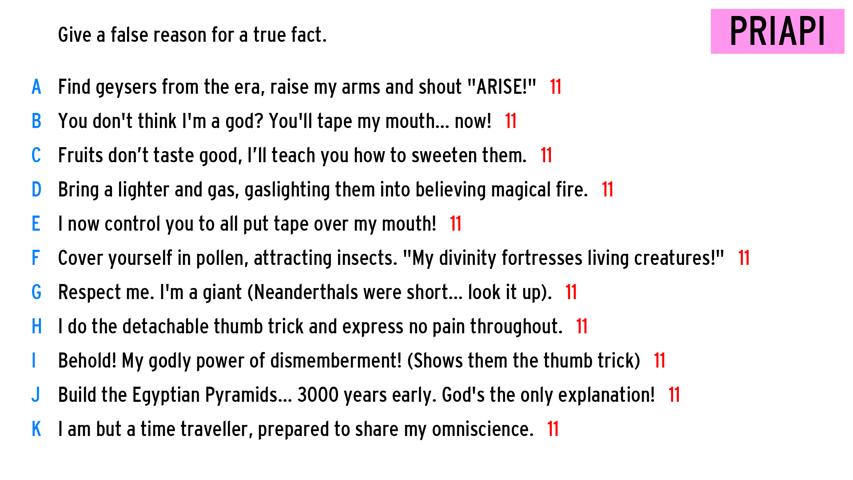 Give a false reason for a true fact.
PRIAPI
A Find geysers from the era, raise my arms and shout "ARISE!" 11
B You don't think I'm a god? You'll tape my mouth... now! 11
C Fruits don’t taste good, I’ll teach you how to sweeten them. 11
D Bring a lighter and gas, gaslighting them into believing magical fire. 11
E I now control you to all put tape over my mouth! 11
F Cover yourself in pollen, attracting insects. "My divinity fortresses living creatures!" 11
G Respect me. I'm a giant (Neanderthals were short... look it up). 11
H I do the detachable thumb trick and express no pain throughout. 11
I Behold! My godly power of dismemberment! (Shows them the thumb trick) 11
J Build the Egyptian Pyramids... 3000 years early. God's the only explanation! 11
K I am but a time traveller, prepared to share my omniscience. 11